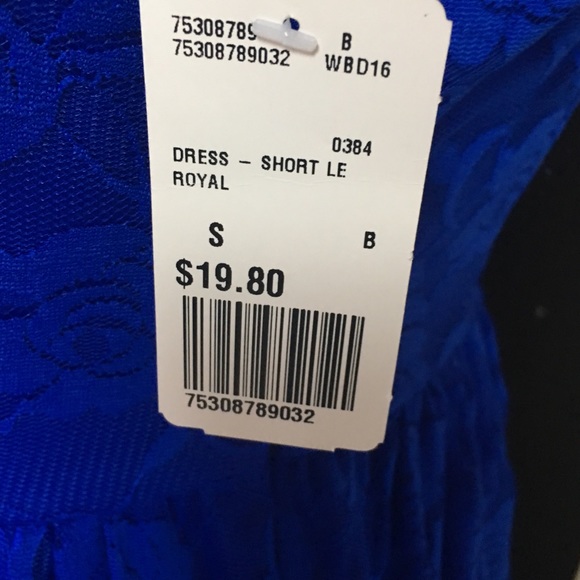 75308789
B
75308789032 WBD16
0384
DRESS – SHORT LE
ROYAL
S B
$19.80
75308789032